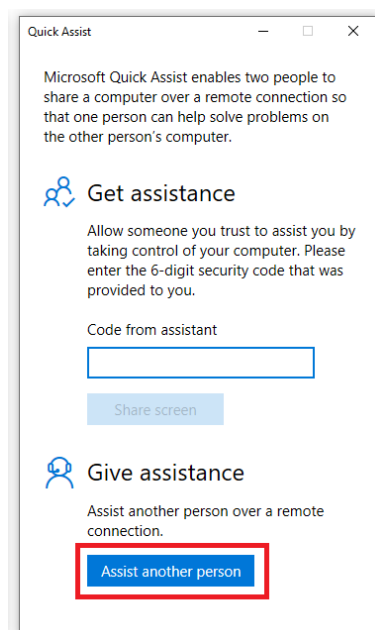 Quick Assist
Microsoft Quick Assist enables two people to
share a computer over a remote connection so
that one person can help solve problems on
the other person's computer.
Get assistance
Allow someone you trust to assist you by
taking control of your computer. Please
enter the 6-digit security code that was
provided to you.
Code from assistant
Share screen
Give assistance
Assist another person over a remote
connection.
Assist another person